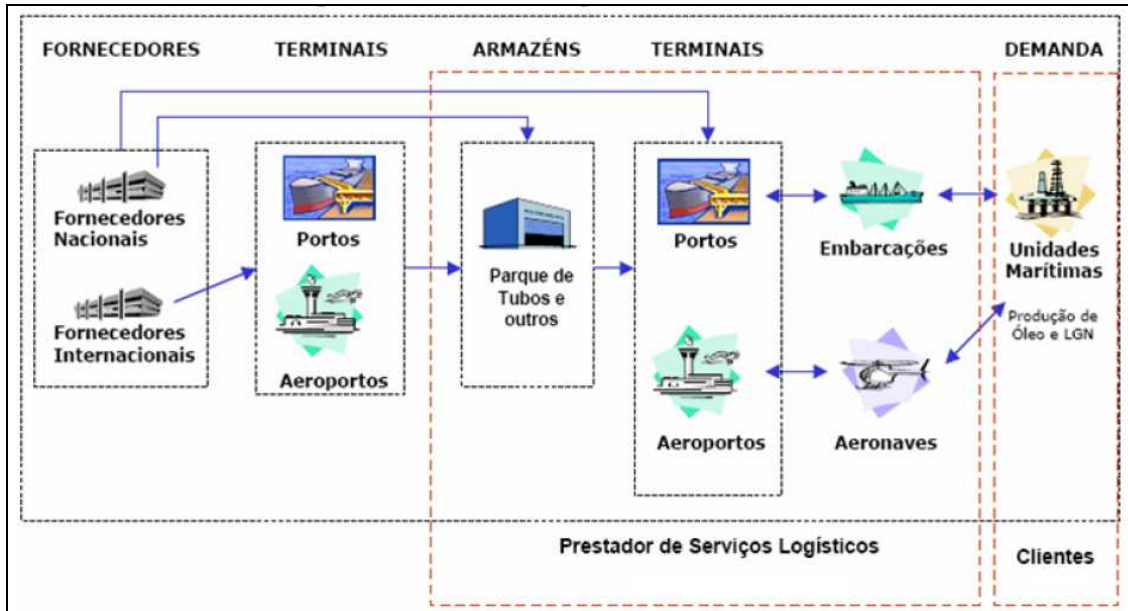 FORNECEDORES
TERMINAIS
ARMAZÉNS
TERMINAIS
DEMANDA
Fornecedores
Nacionais
Fornecedores
Internacionais
Portos
Aeroportos
Parque de
Tubos e
outros
Portos
Aeroportos
Embarcações
Aeronaves
Unidades
Marítimas
Produção de
Óleo e LGN
Prestador de Serviços Logísticos
Clientes